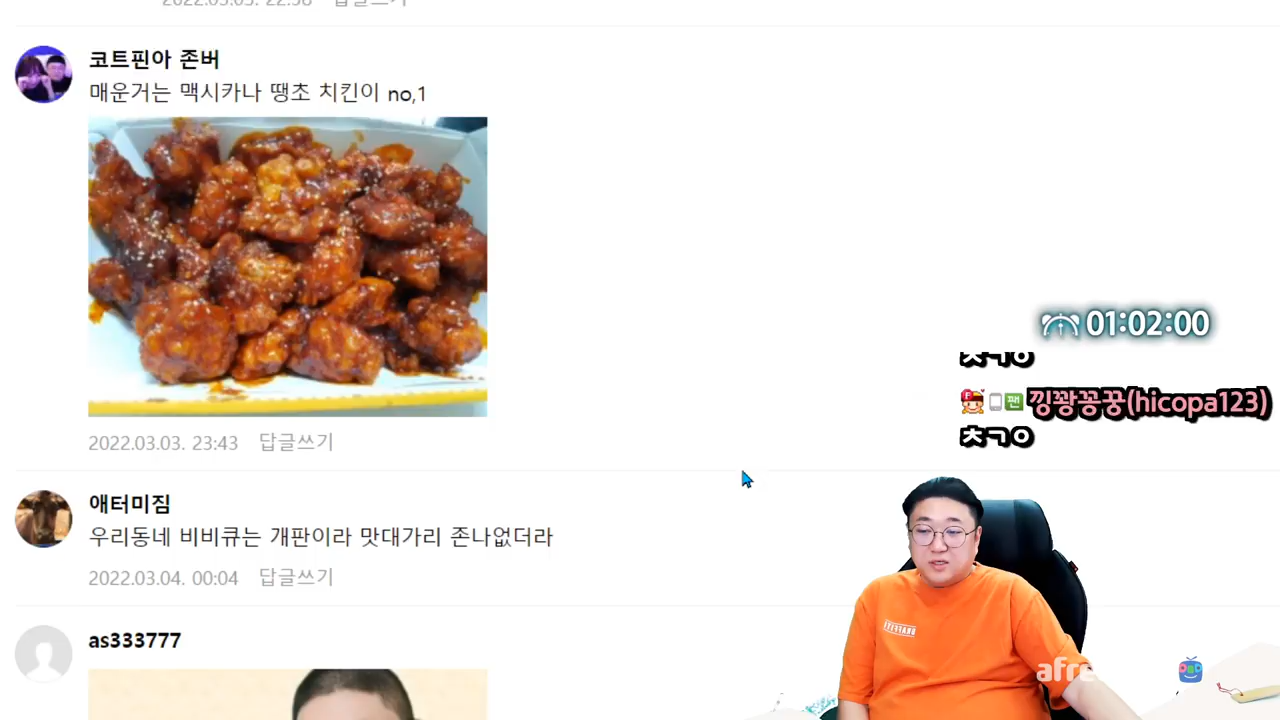 코트핀아 존버
매운거는 맥시카나 땡초 치킨이 no,1
2022.03.03. 23:43 답글쓰기
01:02:00
ㅊㄱㅇ
팬 낑꽝꽁꿍(hicopa123)
ㅊㄱㅇ
애터미짐
우리동네 비비큐는 개판이라 맛대가리 존나없더라
2022.03.04. 00:04 답글쓰기
as333777